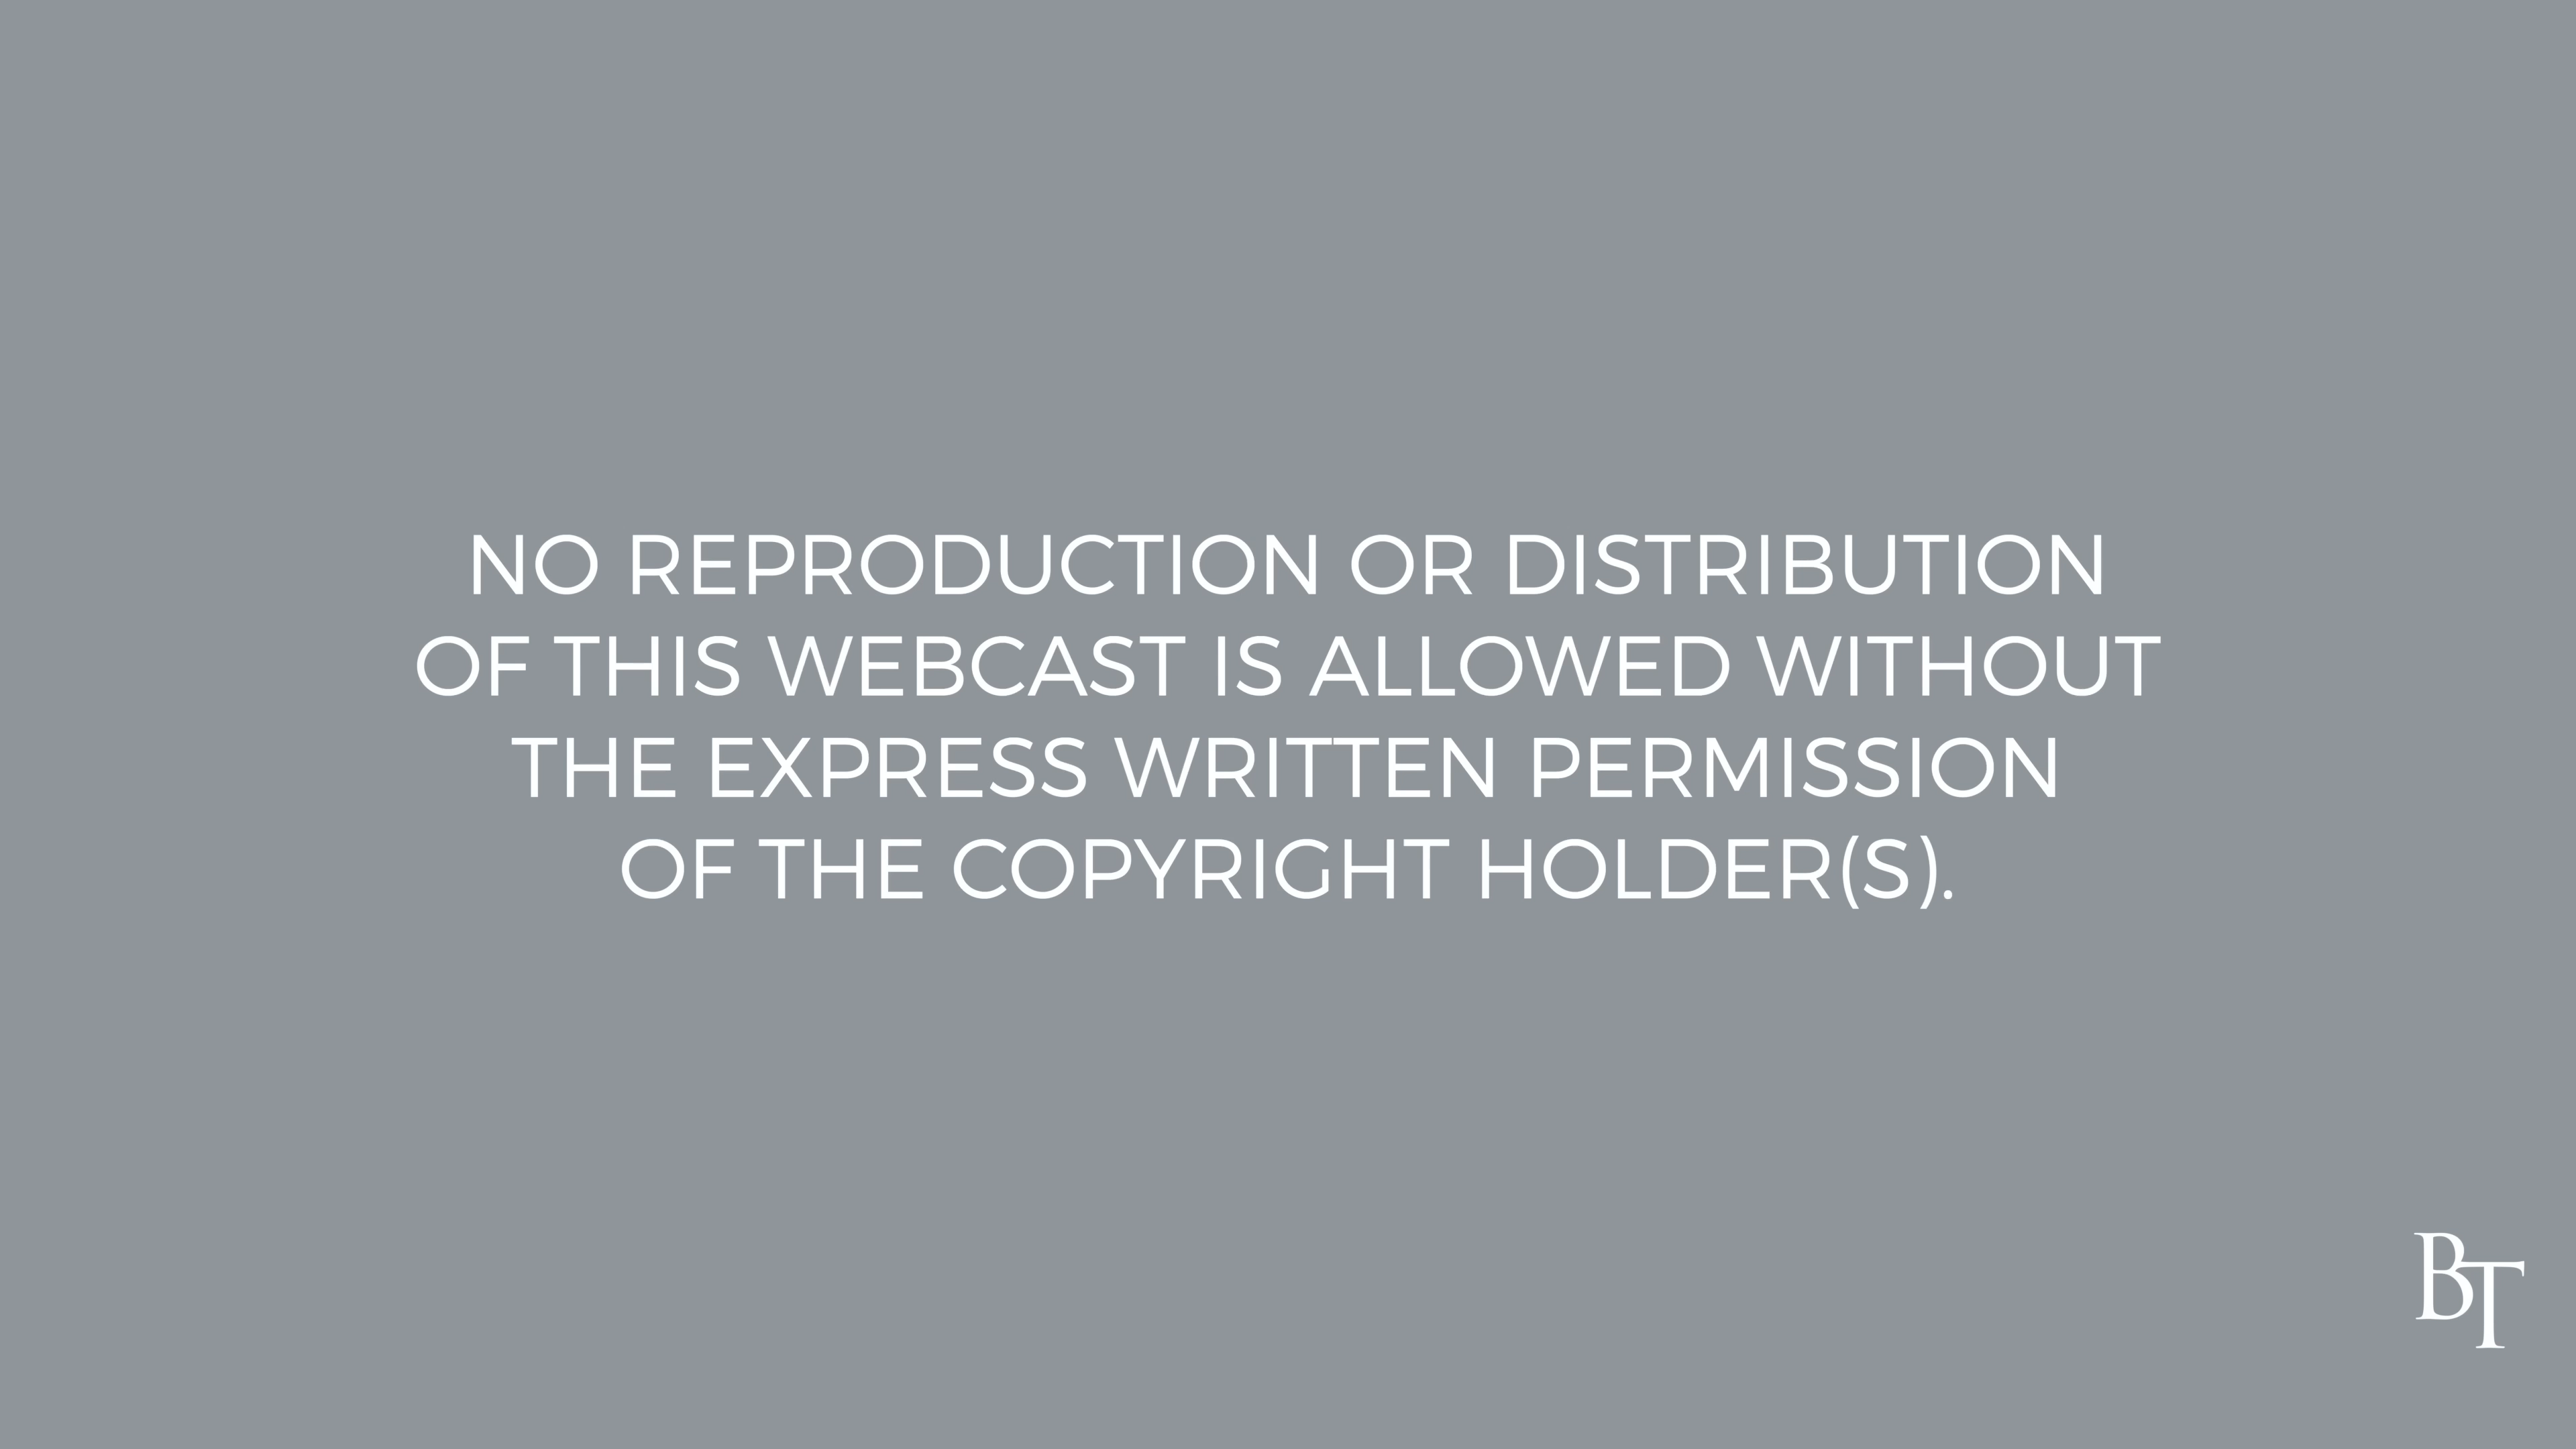 NO REPRODUCTION OR DISTRIBUTION
OF THIS WEBCAST IS ALLOWED WITHOUT
THE EXPRESS WRITTEN PERMISSION
OF THE COPYRIGHT HOLDER(S).
BT